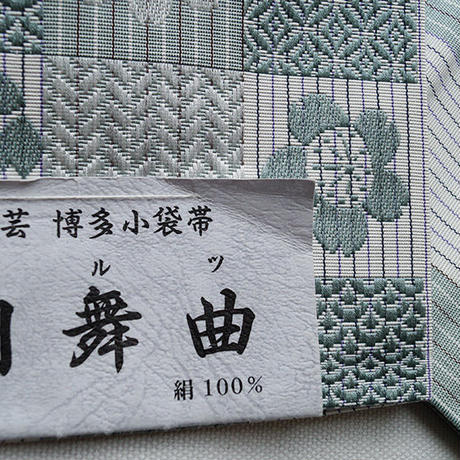 芸 博多小袋帯
ルツ
舞曲
絹 100%